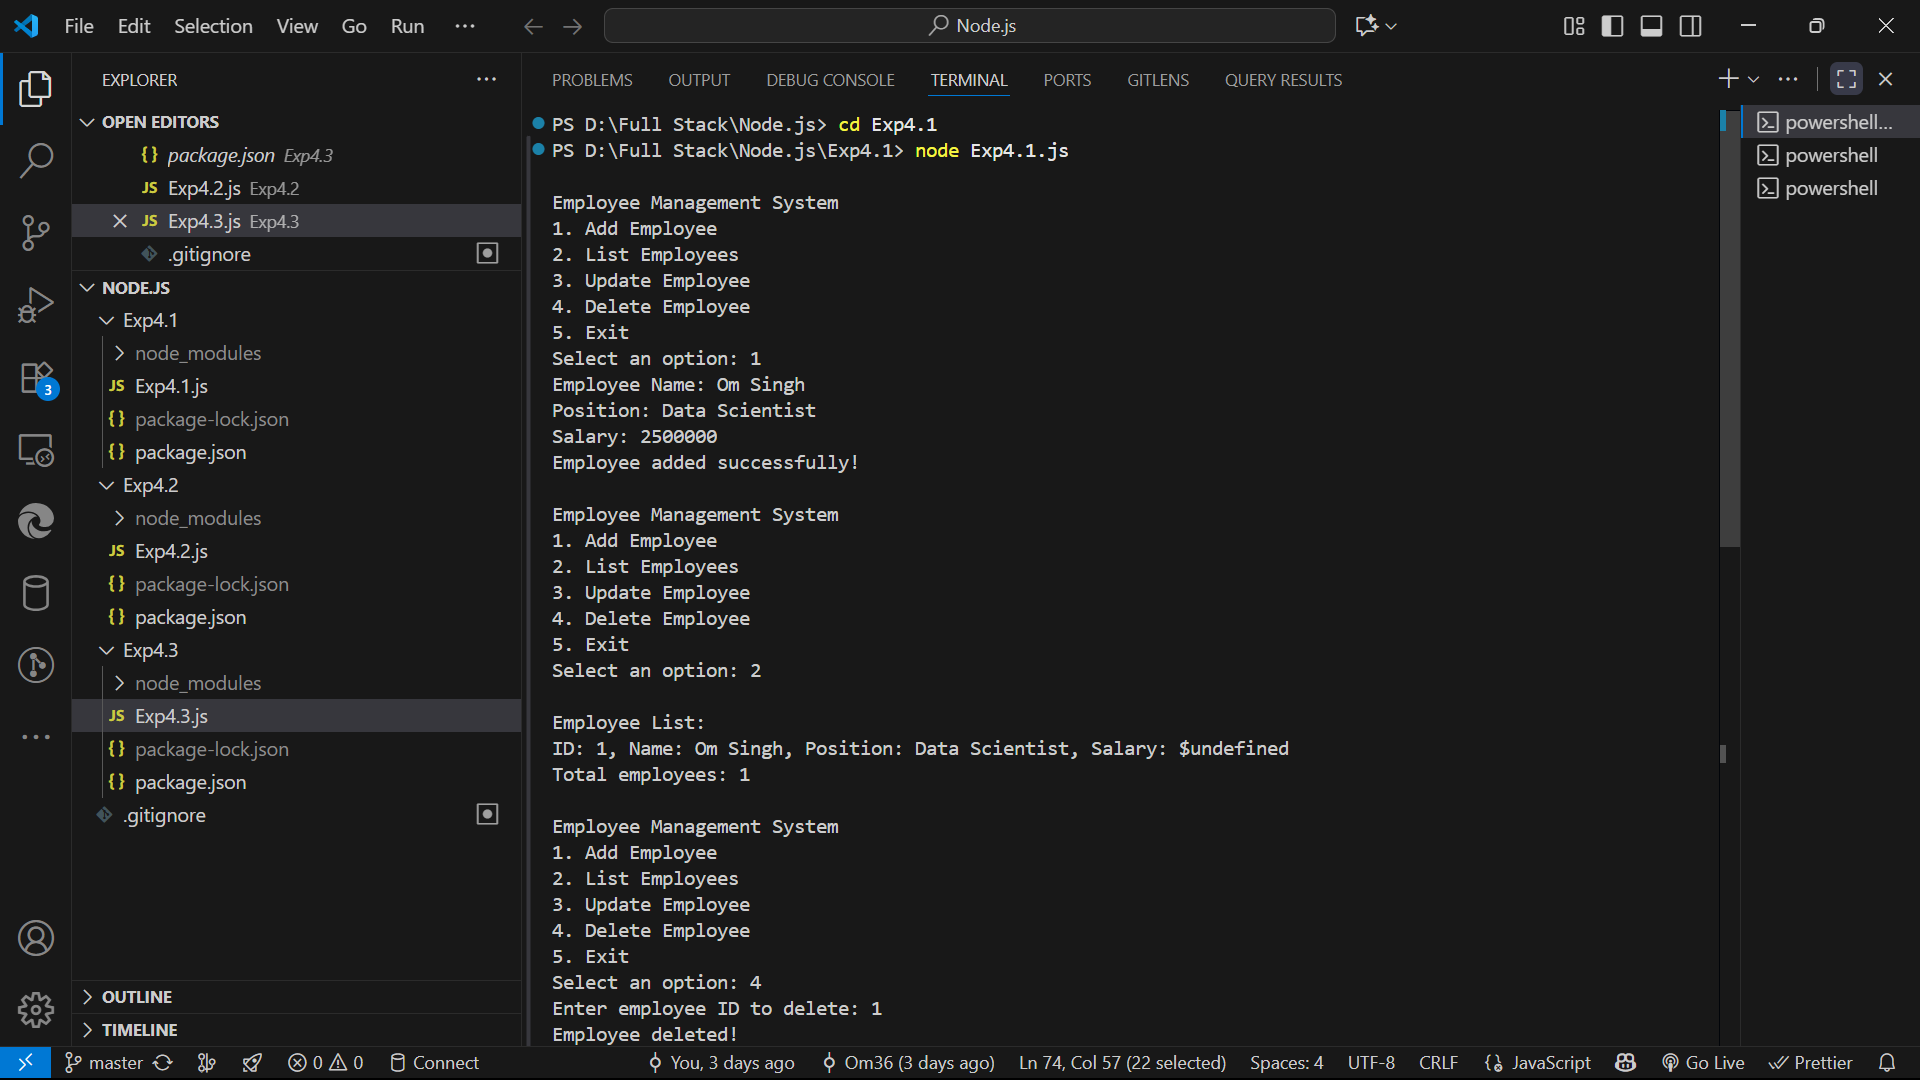 File Edit Selection View Go Run ··· Node.js
EXPLORER
OPEN EDITORS
{} package.json Exp4.3
JS Exp4.2.js Exp4.2
JS Exp4.3.js Exp4.3
.gitignore
NODE.JS
Exp4.1
node_modules
JS Exp4.1.js
{} package-lock.json
{} package.json
Exp4.2
node_modules
JS Exp4.2.js
{} package-lock.json
{} package.json
Exp4.3
node_modules
JS Exp4.3.js
{} package-lock.json
{} package.json
.gitignore
OUTLINE
TIMELINE
3
PROBLEMS OUTPUT DEBUG CONSOLE TERMINAL PORTS GITLENS QUERY RESULTS
PS D:\Full Stack\Node.js> cd Exp4.1
PS D:\Full Stack\Node.js\Exp4.1> node Exp4.1.js
Employee Management System
1. Add Employee
2. List Employees
3. Update Employee
4. Delete Employee
5. Exit
Select an option: 1
Employee Name: Om Singh
Position: Data Scientist
Salary: 2500000
Employee added successfully!
Employee Management System
1. Add Employee
2. List Employees
3. Update Employee
4. Delete Employee
5. Exit
Select an option: 2
Employee List:
ID: 1, Name: Om Singh, Position: Data Scientist, Salary: $undefined
Total employees: 1
Employee Management System
1. Add Employee
2. List Employees
3. Update Employee
4. Delete Employee
5. Exit
Select an option: 4
Enter employee ID to delete: 1
Employee deleted!
powershell...
powershell
powershell
master 0 0 Connect You, 3 days ago Om36 (3 days ago) Ln 74, Col 57 (22 selected) Spaces: 4 UTF-8 CRLF {} JavaScript Go Live Prettier